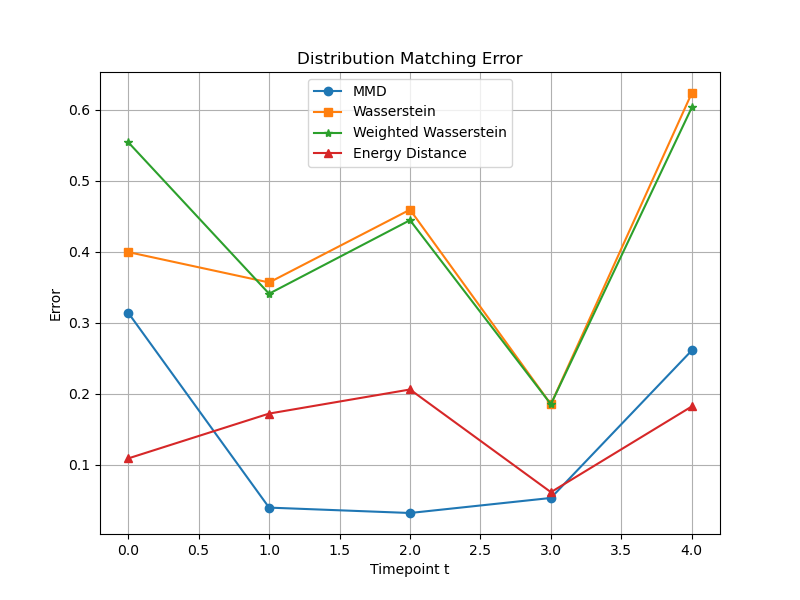 Distribution Matching Error
MMD
Wasserstein
Weighted Wasserstein
Energy Distance
Error
0.6
0.5
0.4
0.3
0.2
0.1
0.0 0.5 1.0 1.5 2.0 2.5 3.0 3.5 4.0
Timepoint t